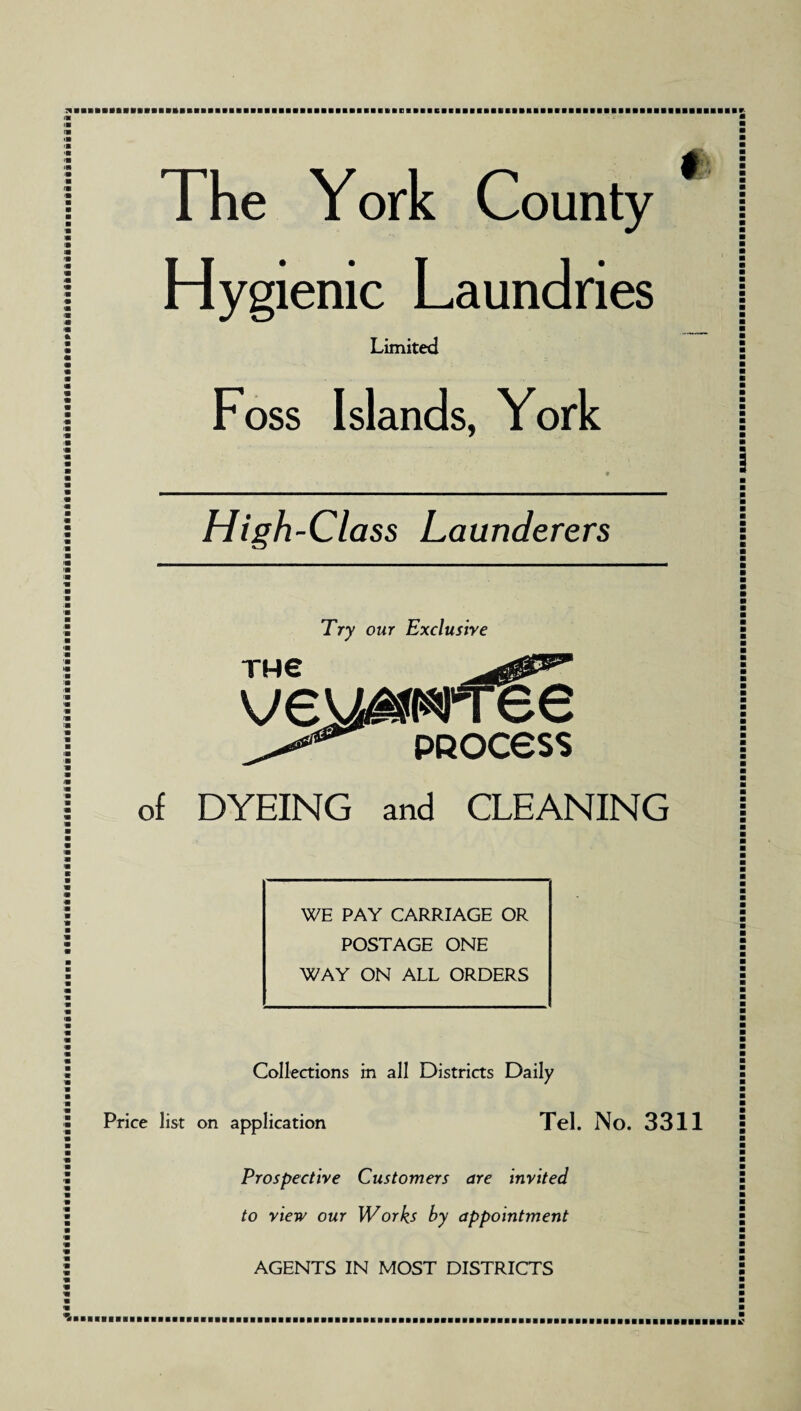 The York County
Hygienic Laundries
Limited
Foss Islands, York
High-Class Launderers
Try our Exclusive
THE
PROCESS
of DYEING and CLEANING
WE PAY CARRIAGE OR
POSTAGE ONE
WAY ON ALL ORDERS
Collections in all Districts Daily
Price list on application Tel. No. 3311
Prospective Customers are invited
to view our Works by appointment
AGENTS IN MOST DISTRICTS